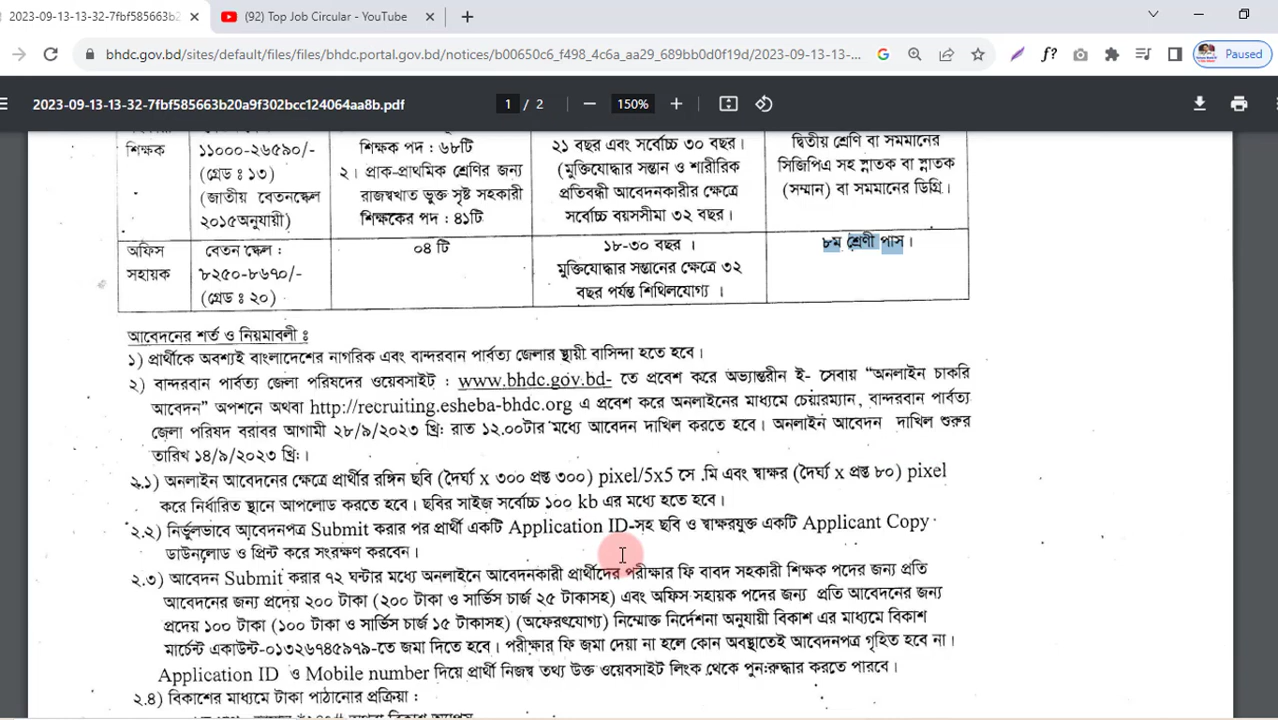 2023-09-13-13-32-7fbf585663b2
(92) Top Job Circular - YouTube
bhdc.gov.bd/sites/default/files/files/bhdc.portal.gov.bd/notices/b00650c6_f498_4c6a_aa29_689bb0d0f19d/2023-09-13-13-...
Paused
2023-09-13-13-32-7fbf585663b20a9f302bcc124064aa8b.pdf
1 / 2
150%
শিক্ষক ১১০০০-২৬৫৯০/- শিক্ষক পদ : ৬৮টি ২১ বছর এবং সর্বোচ্চ ৩০ বছর। দ্বিতীয় শ্রেণি বা সমমানের
(গ্রেড ঃ ১৩) ২। প্রাক-প্রাথমিক শ্রেণির জন্য (মুক্তিযোদ্ধার সন্তান ও শারীরিক সিজিপিএ সহ স্নাতক বা স্নাতক
(জাতীয় বেতনস্কেল রাজস্বখাত ভুক্ত সৃষ্ট সহকারী প্রতিবন্ধী আবেদনকারীর ক্ষেত্রে (সম্মান) বা সমমানের ডিগ্রি।
২০১৫অনুযায়ী) শিক্ষকের পদ : ৪১টি সর্বোচ্চ বয়সসীমা ৩২ বছর।
অফিস বেতন স্কেল : ০৪ টি ১৮-৩০ বছর । ৮ম শ্রেণী পাস ।
সহায়ক ৮২৫০-৮৬৭০/- মুক্তিযোদ্ধার সন্তানের ক্ষেত্রে ৩২
(গ্রেড ঃ ২০) বছর পর্যন্ত শিথিলযোগ্য ।
আবেদনের শর্ত ও নিয়মাবলী ঃ
১) প্রার্থীকে অবশ্যই বাংলাদেশের নাগরিক এবং বান্দরবান পার্বত্য জেলার স্থায়ী বাসিন্দা হতে হবে।
২) বান্দরবান পার্বত্য জেলা পরিষদের ওয়েবসাইট : www.bhdc.gov.bd- তে প্রবেশ করে অভ্যান্তরীন ই- সেবায় “অনলাইন চাকরি
আবেদন” অপশনে অথবা http://recruiting.esheba-bhdc.org এ প্রবেশ করে অনলাইনের মাধ্যমে চেয়ারম্যান, বান্দরবান পার্বত্য
জেলা পরিষদ বরাবর আগামী ২৮/৯/২০২৩ খ্রিঃ রাত ১২.০০টার মধ্যে আবেদন দাখিল করতে হবে। অনলাইন আবেদন দাখিল শুরুর
তারিখ ১৪/৯/২০২৩ খ্রিঃ।
২.১) অনলাইন আবেদনের ক্ষেত্রে প্রার্থীর রঙ্গিন ছবি (দৈর্ঘ্য x ৩০০ প্রস্ত ৩০০) pixel/5x5 সে .মি এবং স্বাক্ষর (দৈর্ঘ্য x প্রস্ত ৮০) pixel
করে নির্ধারিত স্থানে আপলোড করতে হবে। ছবির সাইজ সর্বোচ্চ ১০০ kb এর মধ্যে হতে হবে।
২.২) নির্ভুলভাবে আবেদনপত্র Submit করার পর প্রার্থী একটি Application ID-সহ ছবি ও স্বাক্ষরযুক্ত একটি Applicant Copy
ডাউনলোড ও প্রিন্ট করে সংরক্ষণ করবেন।
২.৩) আবেদন Submit করার ৭২ ঘন্টার মধ্যে অনলাইনে আবেদনকারী প্রার্থীদের পরীক্ষার ফি বাবদ সহকারী শিক্ষক পদের জন্য প্রতি
আবেদনের জন্য প্রদেয় ২০০ টাকা (২০০ টাকা ও সার্ভিস চার্জ ২৫ টাকাসহ) এবং অফিস সহায়ক পদের জন্য প্রতি আবেদনের জন্য
প্রদেয় ১০০ টাকা (১০০ টাকা ও সার্ভিস চার্জ ১৫ টাকাসহ) (অফেরৎযোগ্য) নিম্মোক্ত নির্দেশনা অনুযায়ী বিকাশ এর মাধ্যমে বিকাশ
মার্চেন্ট একাউন্ট-০১৩২৬৭৪৫৯৭৯-তে জমা দিতে হবে। পরীক্ষার ফি জমা দেয়া না হলে কোন অবস্থাতেই আবেদনপত্র গৃহিত হবে না।
Application ID ও Mobile number দিয়ে প্রার্থী নিজস্ব তথ্য উক্ত ওয়েবসাইট লিংক থেকে পুনঃরুদ্ধার করতে পারবে।
২.৪) বিকাশের মাধ্যমে টাকা পাঠানোর প্রক্রিয়া :